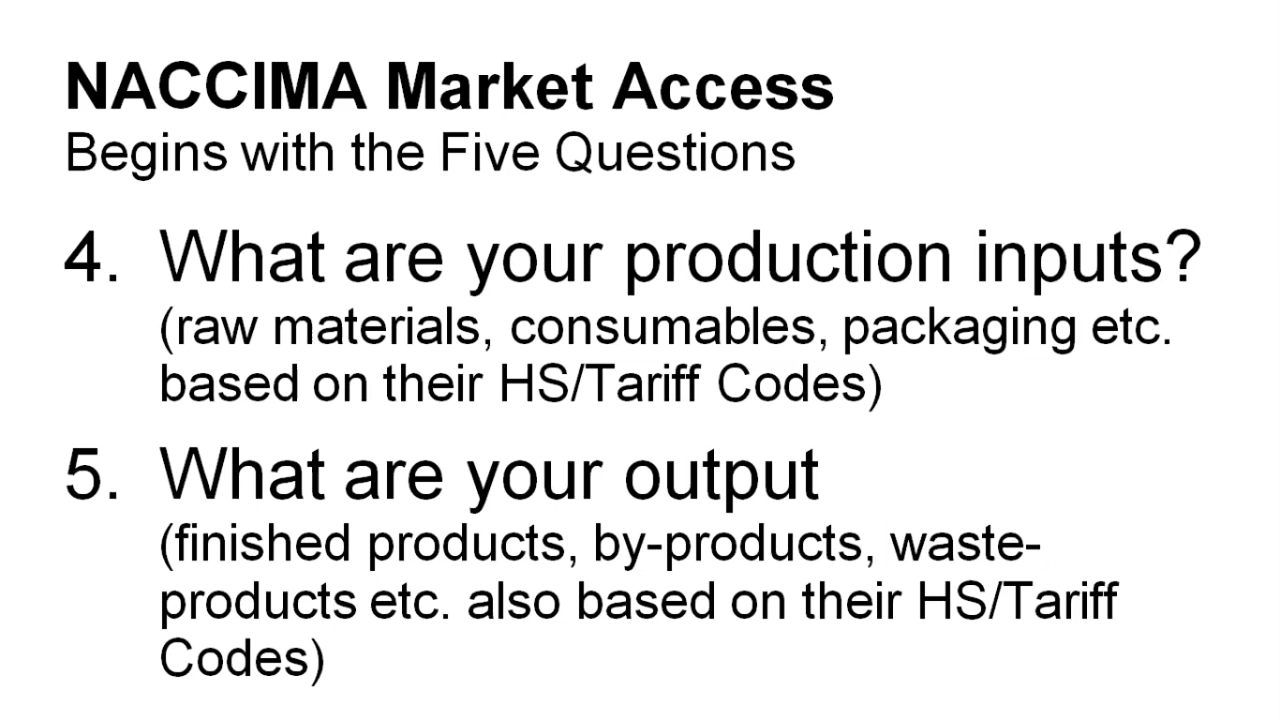 NACCIMA Market Access
Begins with the Five Questions
4. What are your production inputs?
(raw materials, consumables, packaging etc.
based on their HS/Tariff Codes)
5. What are your output
(finished products, by-products, waste-
products etc. also based on their HS/Tariff
Codes)